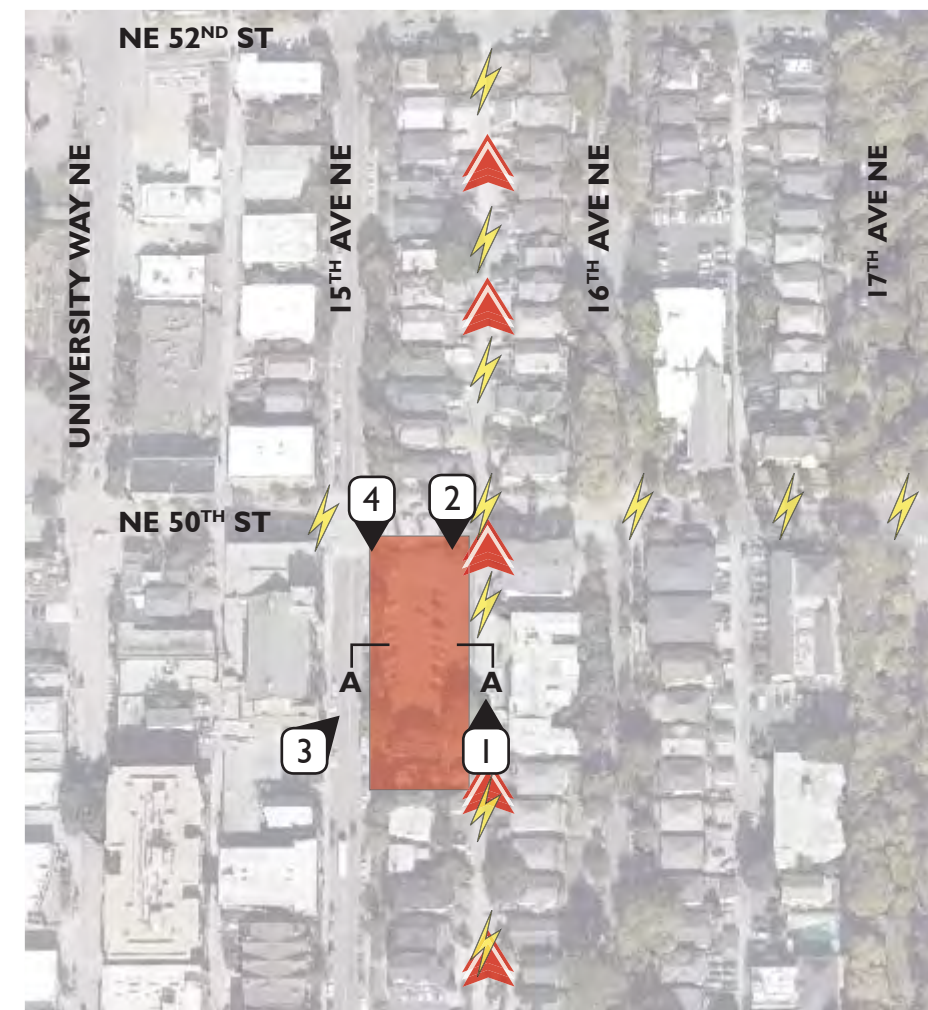 NE 52ND ST
UNIVERSITY WAY NE
15TH AVE NE
16TH AVE NE
17TH AVE NE
4
2
NE 50TH ST
A
A
3
1